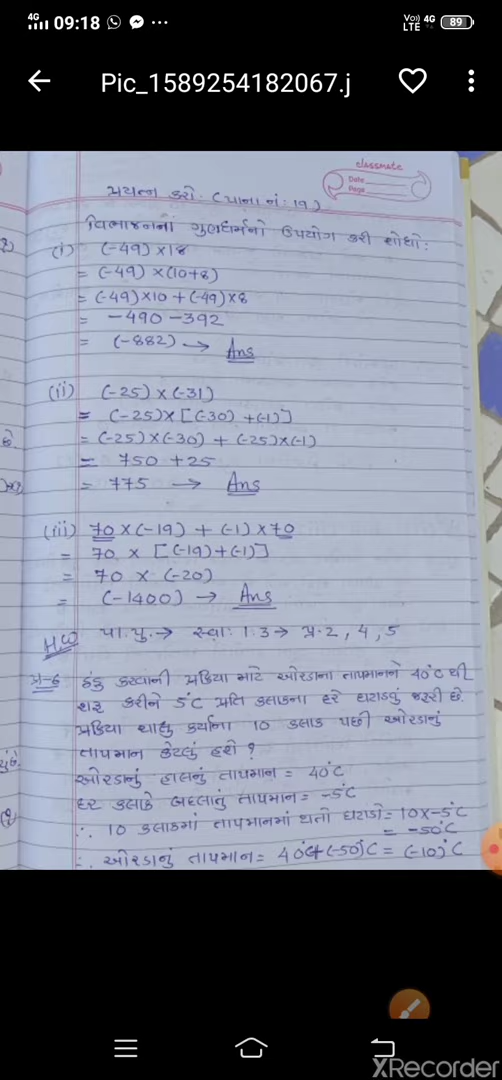 4G 09:18 Vo)) 4G LTE 89
Pic_1589254182067.j
classmate
Date
Page
પ્રયત્ન કરો. (પાના નં: 19)
વિભાજનના ગુણધર્મનો ઉપયોગ કરી શોધો:
(i) (-49) × 18
= (-49) × (10+8)
= (-49)×10 + (-49)×8
= -490 - 392
= (-882) → Ans
(ii) (-25) × (-31)
= (-25)× [(-30) + (-1)]
= (-25)×(-30) + (-25)×(-1)
= 750 + 25
= 775 → Ans
(iii) 70 × (-19) + (-1) × 70
= 70 × [(-19)+(-1)]
= 70 × (-20)
= (-1400) → Ans
H.W પા.પુ. → સ્વા: 1.3 → પ્ર. 2, 4, 5
પ્ર-6 ઠંડુ કરવાની પ્રક્રિયા માટે ઓરડાના તાપમાનને 40°C થી
શરૂ કરીને 5°C પ્રતિ કલાકના દરે ઘટાડવું જરૂરી છે.
પ્રક્રિયા ચાલુ કર્યાના 10 કલાક પછી ઓરડાનું
તાપમાન કેટલું હશે?
ઓરડાનું હાલનું તાપમાન = 40°C
દર કલાકે બદલાતું તાપમાન = -5°C
∴ 10 કલાકમાં તાપમાનમાં થતો ઘટાડો = 10×-5°C
= -50°C
∴ ઓરડાનું તાપમાન = 40°C+(-50)°C = (-10)°C
XRecorder